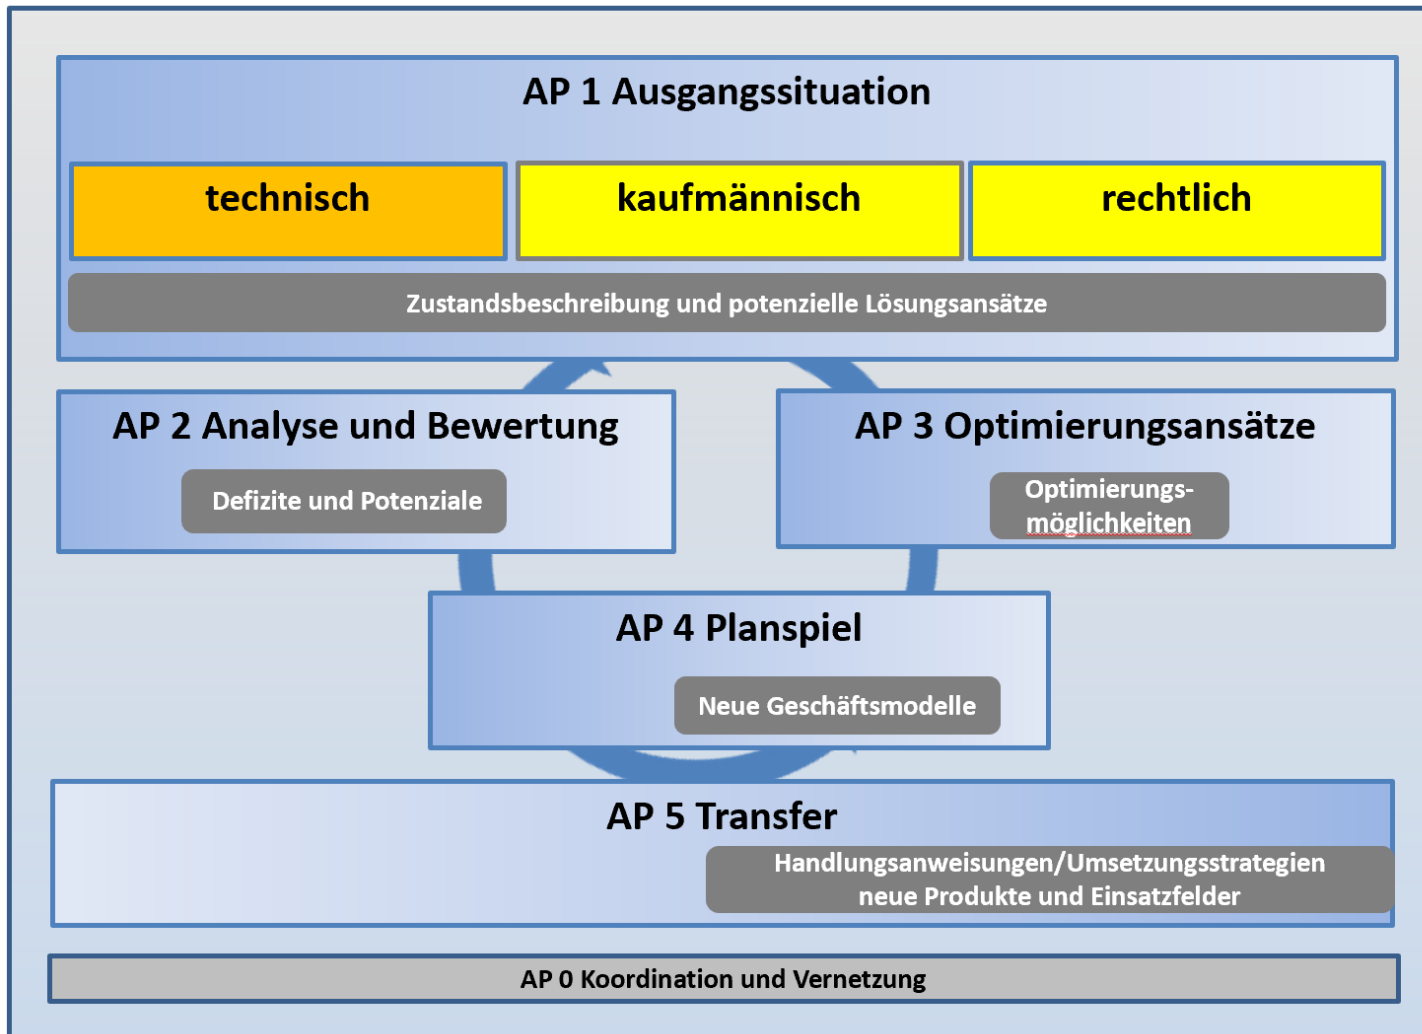 AP 1 Ausgangssituation
technisch
kaufmännisch
rechtlich
Zustandsbeschreibung und potenzielle Lösungsansätze
AP 2 Analyse und Bewertung
Defizite und Potenziale
AP 3 Optimierungsansätze
Optimierungs-
möglichkeiten
AP 4 Planspiel
Neue Geschäftsmodelle
AP 5 Transfer
Handlungsanweisungen/Umsetzungsstrategien
neue Produkte und Einsatzfelder
AP 0 Koordination und Vernetzung